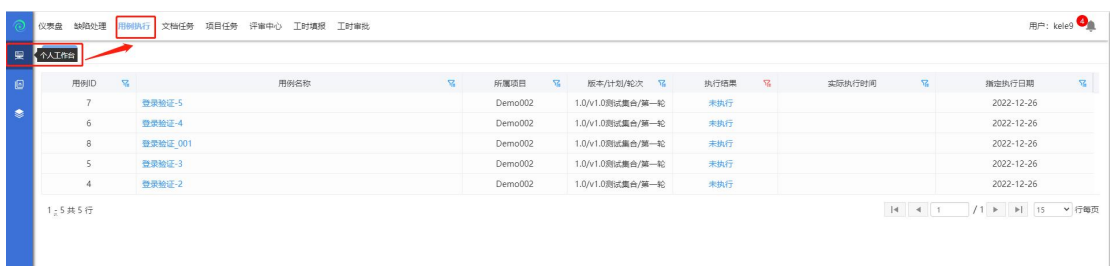 仪表盘 缺陷处理 用例执行 文档任务 项目任务 评审中心 工时填报 工时审批 用户: kele9 4
个人工作台
用例ID 用例名称 所属项目 版本/计划/轮次 执行结果 实际执行时间 指定执行日期
7 登录验证-5 Demo002 1.0/v1.0测试集合/第一轮 未执行 2022-12-26
6 登录验证-4 Demo002 1.0/v1.0测试集合/第一轮 未执行 2022-12-26
8 登录验证_001 Demo002 1.0/v1.0测试集合/第一轮 未执行 2022-12-26
5 登录验证-3 Demo002 1.0/v1.0测试集合/第一轮 未执行 2022-12-26
4 登录验证-2 Demo002 1.0/v1.0测试集合/第一轮 未执行 2022-12-26
1 - 5 共 5 行 1 / 1 15 行每页